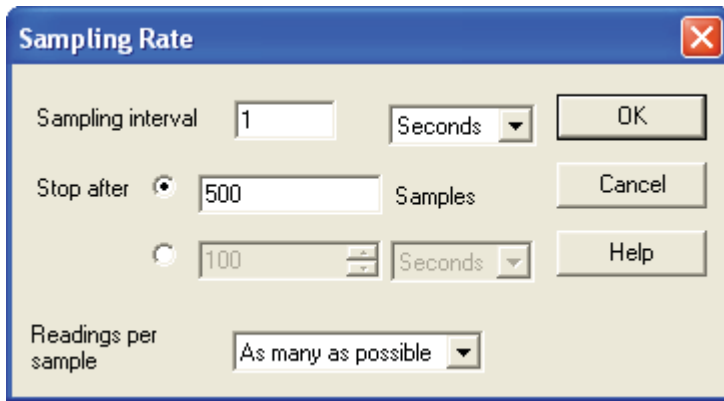 Sampling Rate
Sampling interval 1 Seconds OK
Stop after 500 Samples Cancel
100 Seconds Help
Readings per
sample
As many as possible